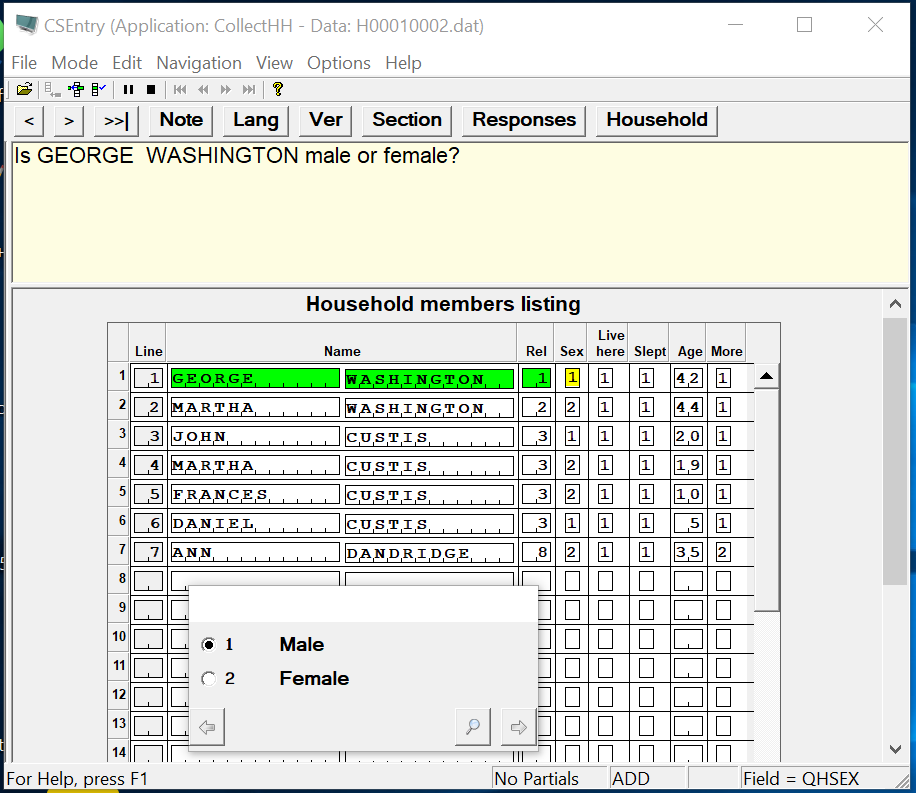 CSEntry (Application: CollectHH - Data: H00010002.dat)
File Mode Edit Navigation View Options Help
< > >>| Note Lang Ver Section Responses Household
Is GEORGE  WASHINGTON male or female?
Household members listing
Line Name Rel Sex Live here Slept Age More
1 1 GEORGE WASHINGTON 1 1 1 1 42 1
2 2 MARTHA WASHINGTON 2 2 1 1 44 1
3 3 JOHN CUSTIS 3 1 1 1 20 1
4 4 MARTHA CUSTIS 3 2 1 1 19 1
5 5 FRANCES CUSTIS 3 2 1 1 10 1
6 6 DANIEL CUSTIS 3 1 1 1 5 1
7 7 ANN DANDRIDGE 8 2 1 1 35 2
8
9
10
11
12
13
14
1 Male
2 Female
For Help, press F1 No Partials ADD Field = QHSEX